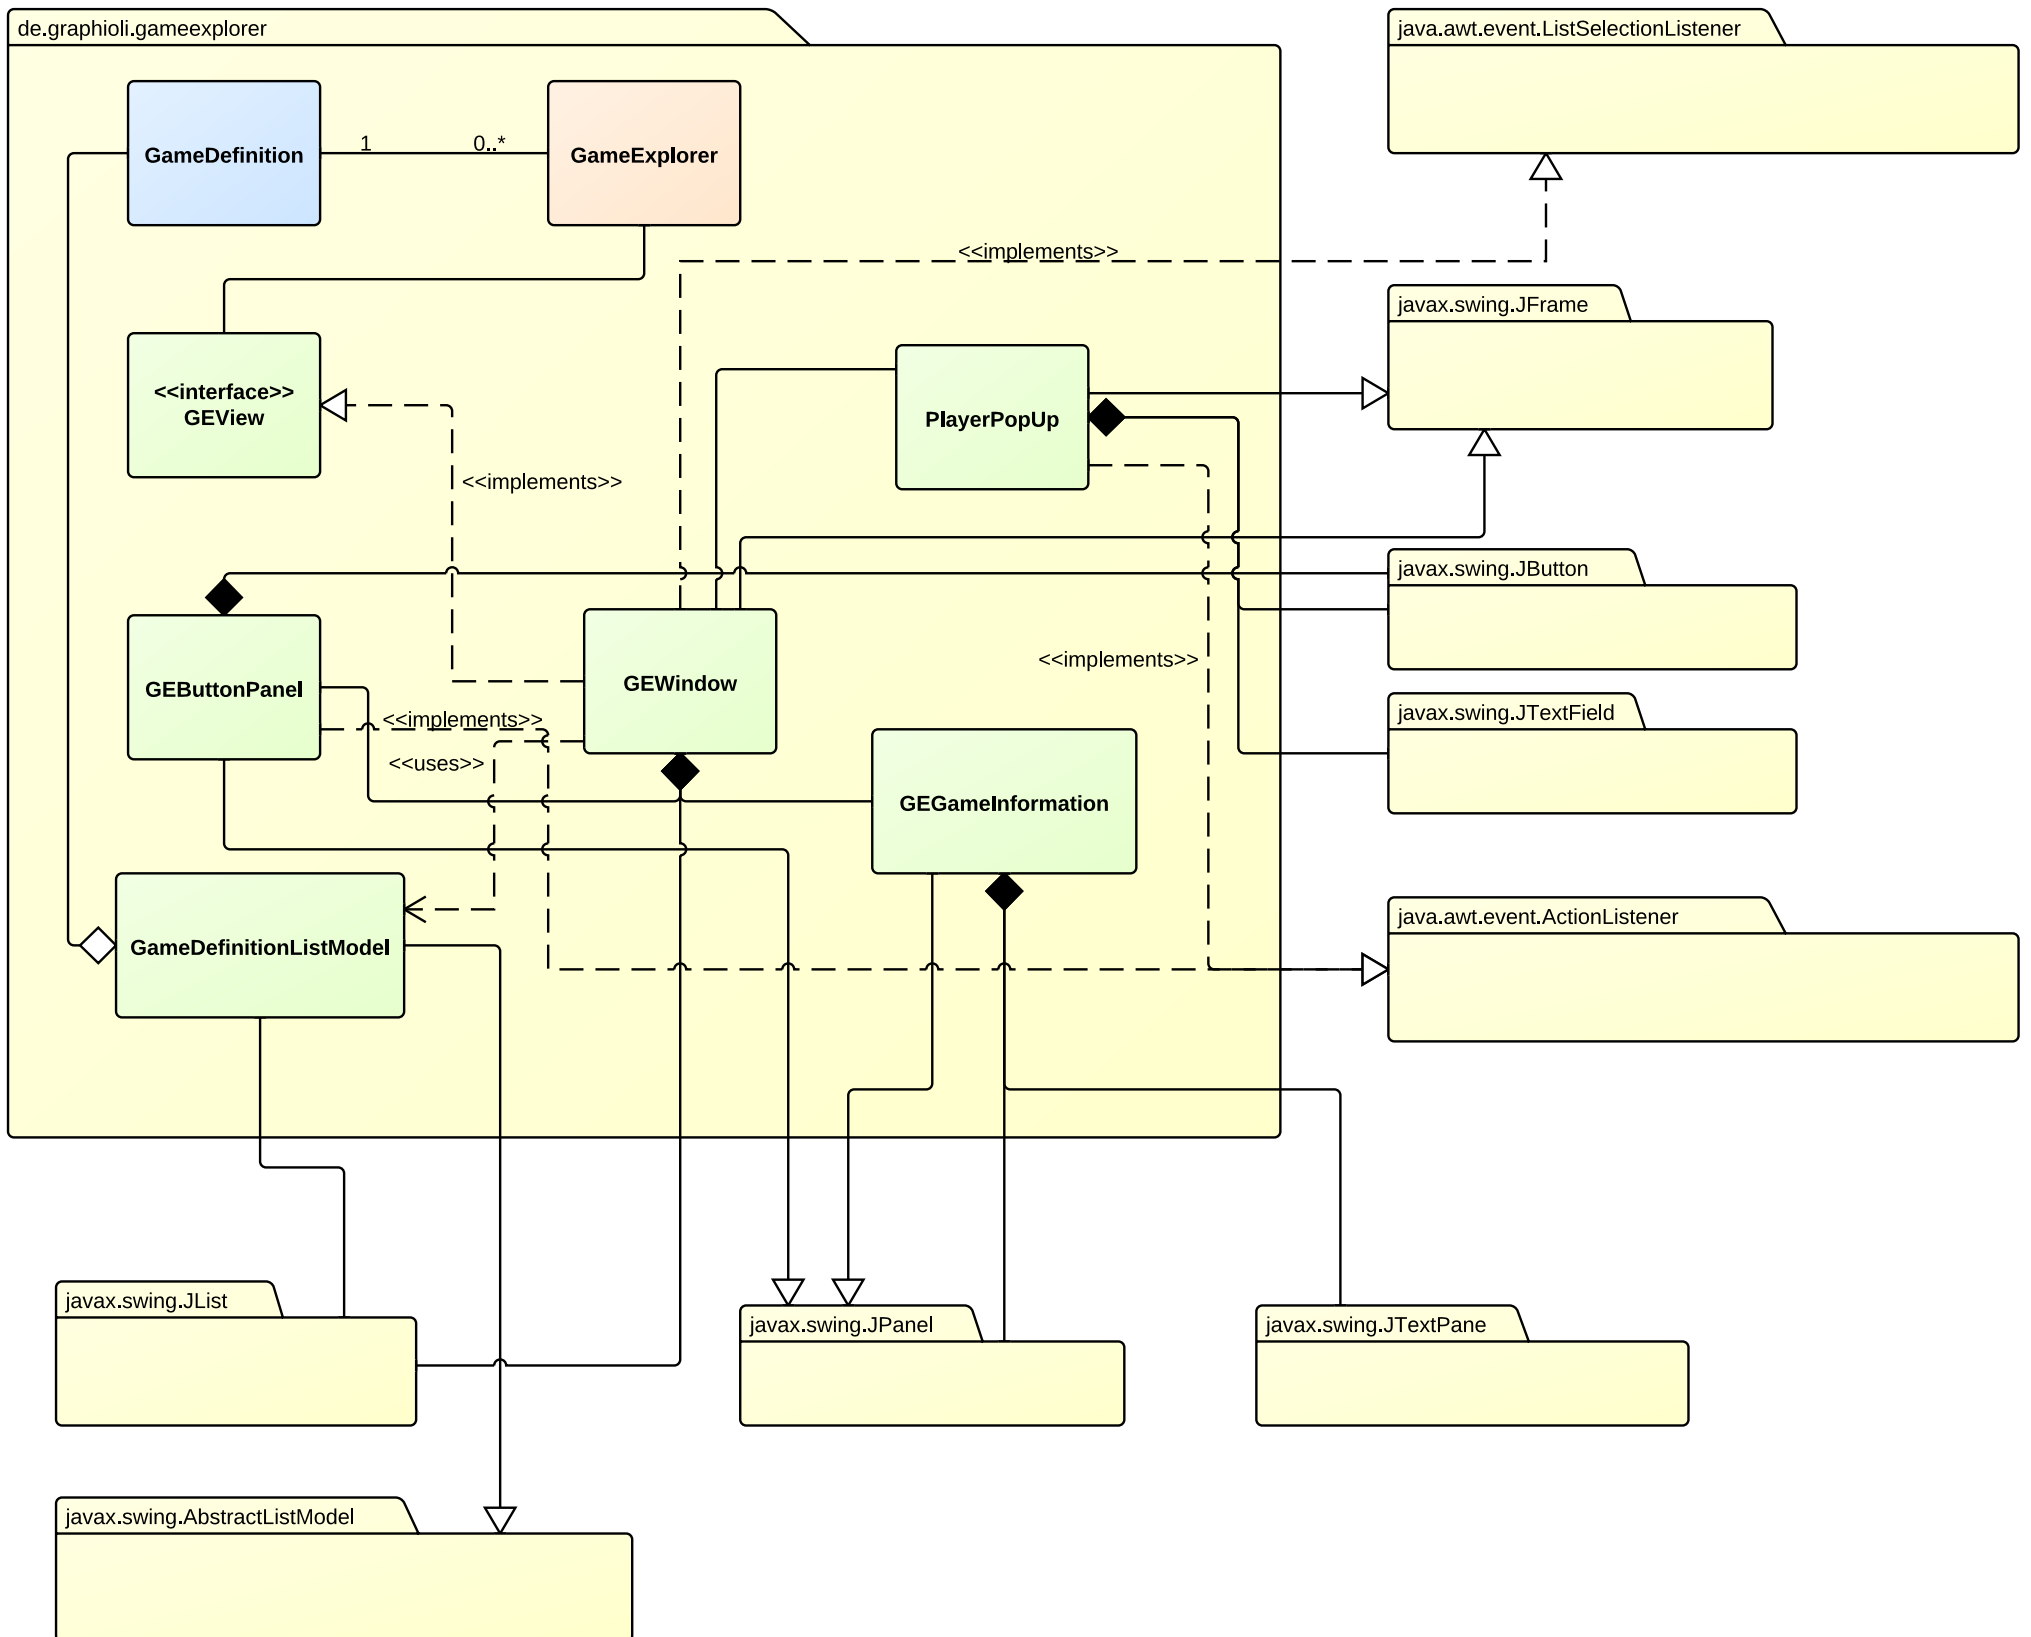 de.graphioli.gameexplorer
java.awt.event.ListSelectionListener
GameDefinition
1
0..*
GameExplorer
<<implements>>
javax.swing.JFrame
<<interface>>
GEView
PlayerPopUp
<<implements>>
javax.swing.JButton
GEButtonPanel
GEWindow
<<implements>>
javax.swing.JTextField
<<implements>>
<<uses>>
GEGameInformation
java.awt.event.ActionListener
GameDefinitionListModel
javax.swing.JList
javax.swing.JPanel
javax.swing.JTextPane
javax.swing.AbstractListModel